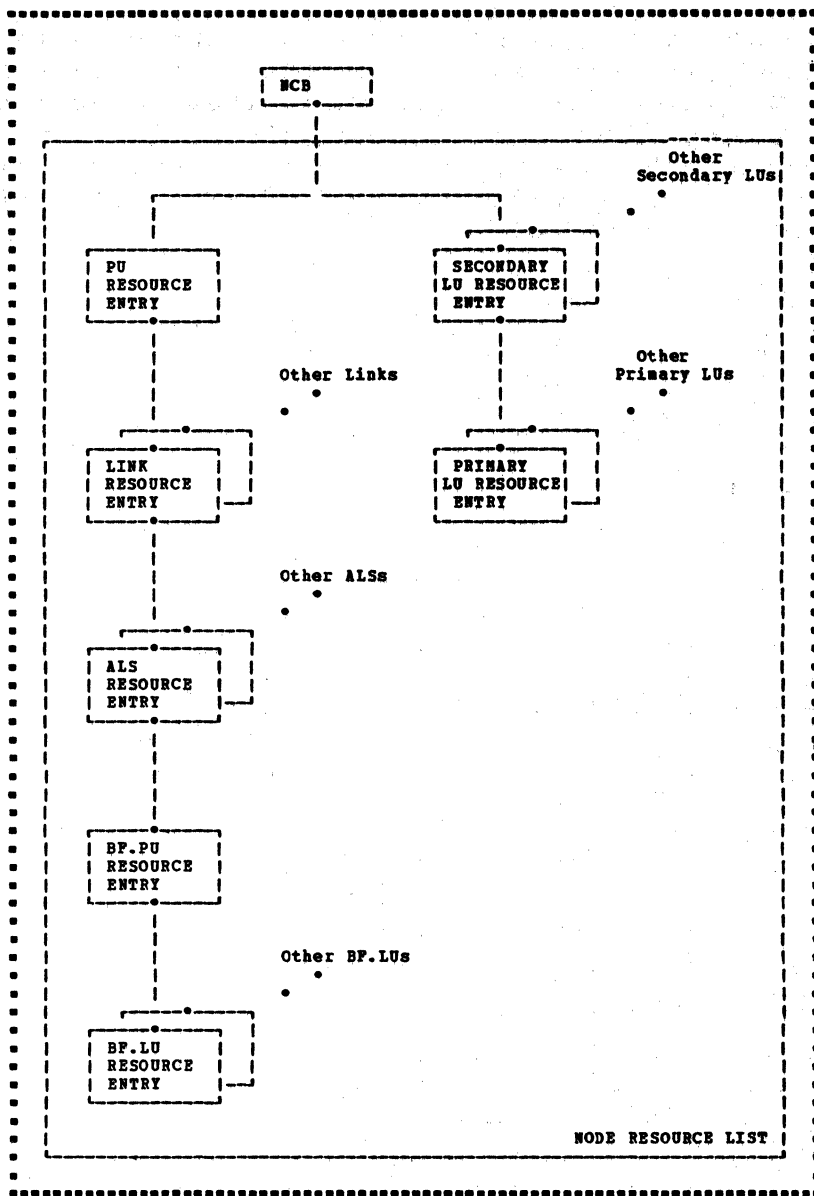 NCB
Other
Secondary LUs
PU
RESOURCE
ENTRY
SECONDARY
LU RESOURCE
ENTRY
Other Links
Other
Primary LUs
LINK
RESOURCE
ENTRY
PRIMARY
LU RESOURCE
ENTRY
Other ALSs
ALS
RESOURCE
ENTRY
BF.PU
RESOURCE
ENTRY
Other BF.LUs
BF.LU
RESOURCE
ENTRY
NODE RESOURCE LIST